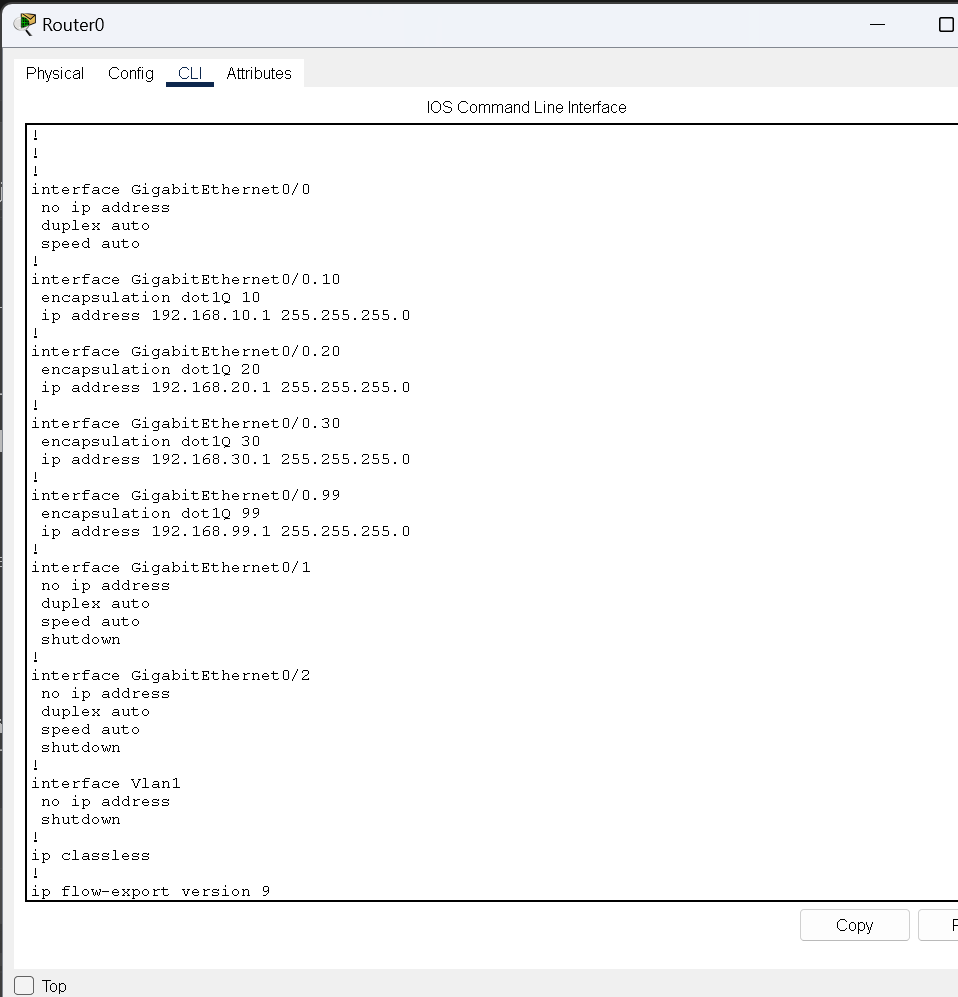 Router0
Physical Config CLI Attributes
IOS Command Line Interface
!
!
!
interface GigabitEthernet0/0
no ip address
duplex auto
speed auto
!
interface GigabitEthernet0/0.10
encapsulation dot1Q 10
ip address 192.168.10.1 255.255.255.0
!
interface GigabitEthernet0/0.20
encapsulation dot1Q 20
ip address 192.168.20.1 255.255.255.0
!
interface GigabitEthernet0/0.30
encapsulation dot1Q 30
ip address 192.168.30.1 255.255.255.0
!
interface GigabitEthernet0/0.99
encapsulation dot1Q 99
ip address 192.168.99.1 255.255.255.0
!
interface GigabitEthernet0/1
no ip address
duplex auto
speed auto
shutdown
!
interface GigabitEthernet0/2
no ip address
duplex auto
speed auto
shutdown
!
interface Vlan1
no ip address
shutdown
!
ip classless
!
ip flow-export version 9
Copy
Top